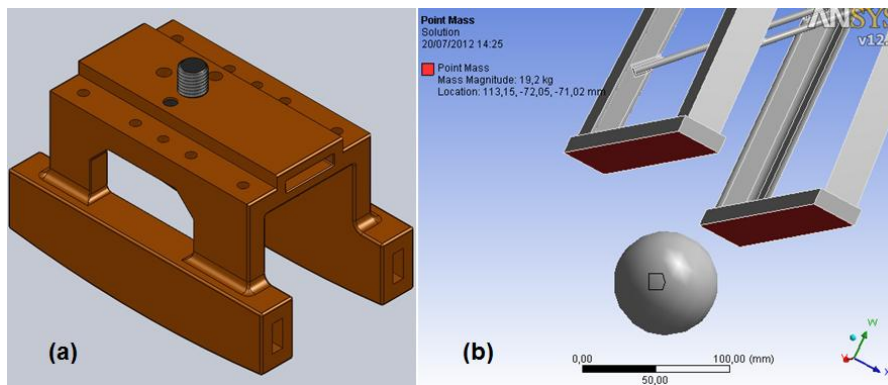 (a)
Point Mass
Solution
20/07/2012 14:25
Point Mass
Mass Magnitude: 19,2 kg
Location: 113,15, -72,05, -71,02 mm
ANSYS
v12.
(b)
0,00 100,00 (mm)
50,00